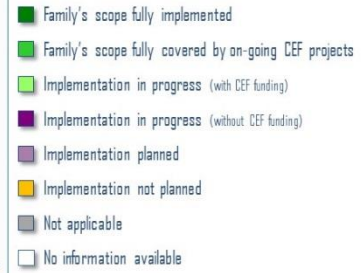 Family's scope fully implemented
Family's scope fully covered by on-going CEF projects
Implementation in progress (with CEF funding)
Implementation in progress (without CEF funding)
Implementation planned
Implementation not planned
Not applicable
No information available